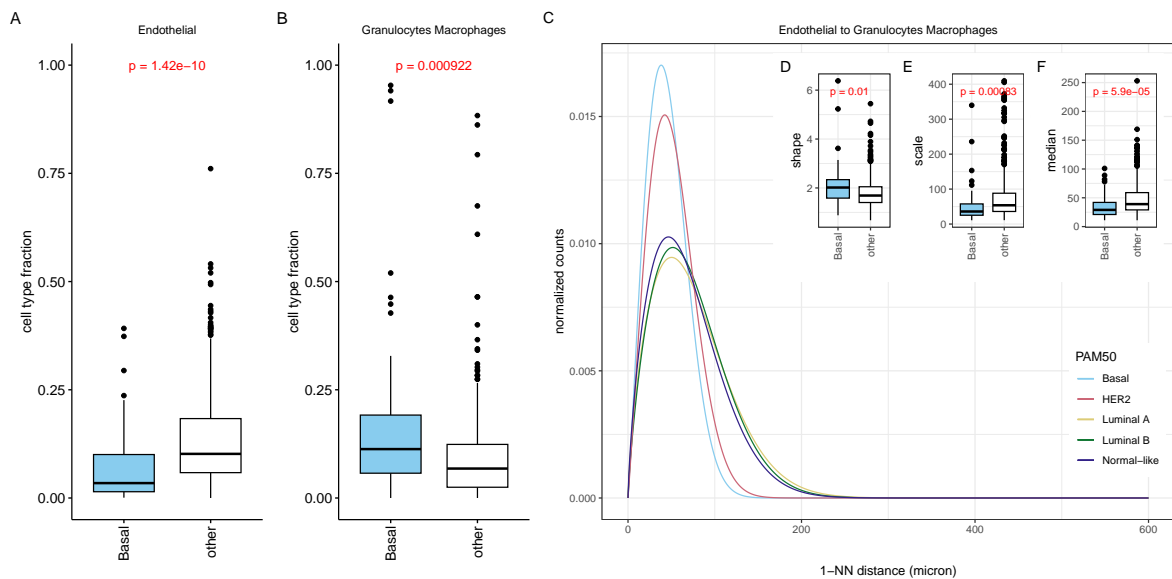 A
Endothelial
p = 1.42e−10
cell type fraction
1.00
0.75
0.50
0.25
0.00
Basal
other
B
Granulocytes Macrophages
p = 0.000922
cell type fraction
1.00
0.75
0.50
0.25
0.00
Basal
other
C
Endothelial to Granulocytes Macrophages
normalized counts
0.015
0.010
0.005
0.000
0
200
400
600
1−NN distance (micron)
D
p = 0.01
shape
6
4
2
Basal
other
E
p = 0.00083
scale
400
300
200
100
0
Basal
other
F
p = 5.9e−05
median
250
200
150
100
50
0
Basal
other
PAM50
Basal
HER2
Luminal A
Luminal B
Normal−like